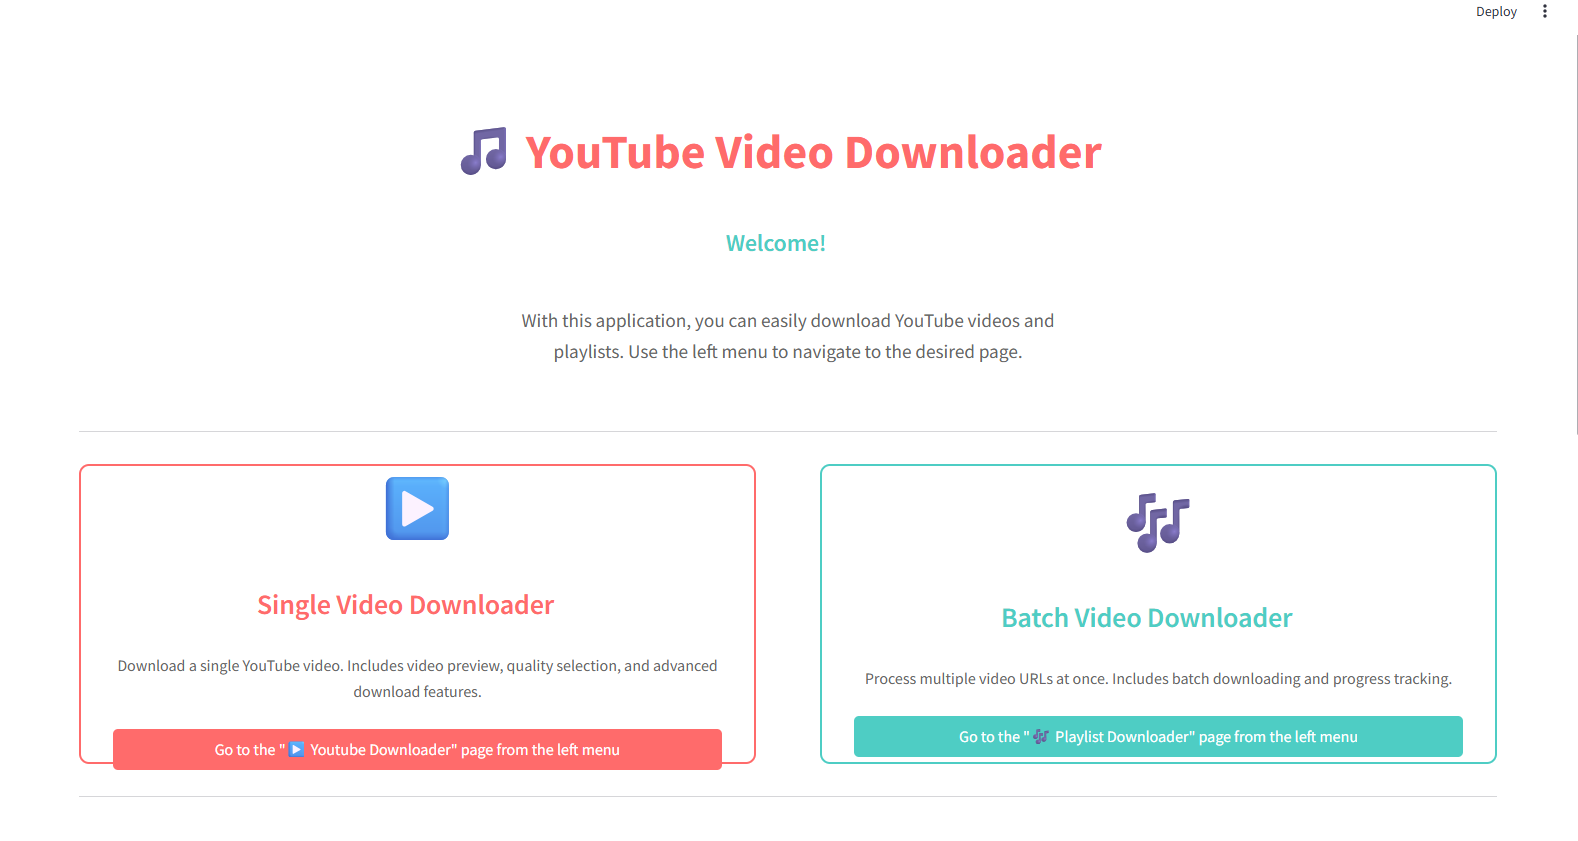 Deploy
YouTube Video Downloader
Welcome!
With this application, you can easily download YouTube videos and
playlists. Use the left menu to navigate to the desired page.
Single Video Downloader
Download a single YouTube video. Includes video preview, quality selection, and advanced
download features.
Go to the "▶️ Youtube Downloader" page from the left menu
Batch Video Downloader
Process multiple video URLs at once. Includes batch downloading and progress tracking.
Go to the "🎶 Playlist Downloader" page from the left menu